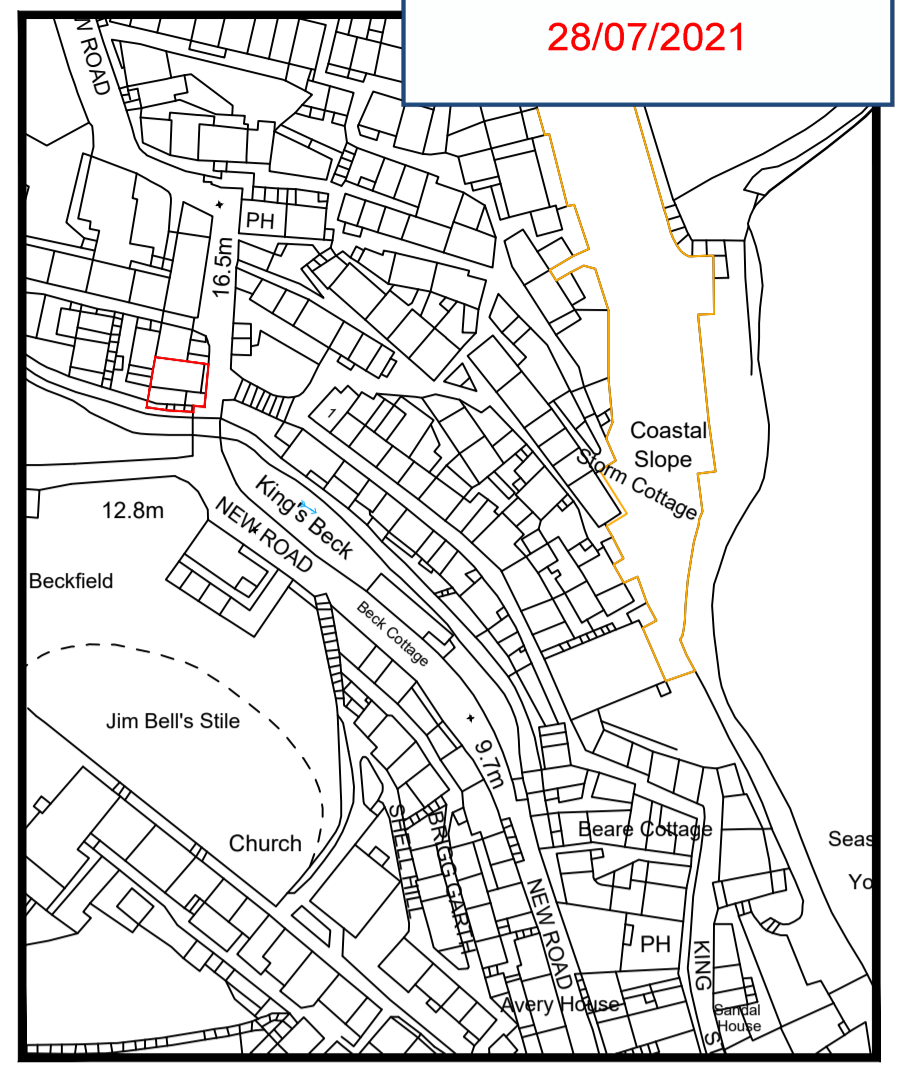 28/07/2021
N ROAD
PH
16.5m
1
Coastal
Slope
Storm Cottage
King's Beck
12.8m
NEW ROAD
Beckfield
Beck Cottage
Jim Bell's Stile
9.7m
Beare Cottage
Church
SHELL HILL
BRIGG GARTH
Seas
Yo
NEW ROAD
PH
KING S
Avery House
Sandal
House